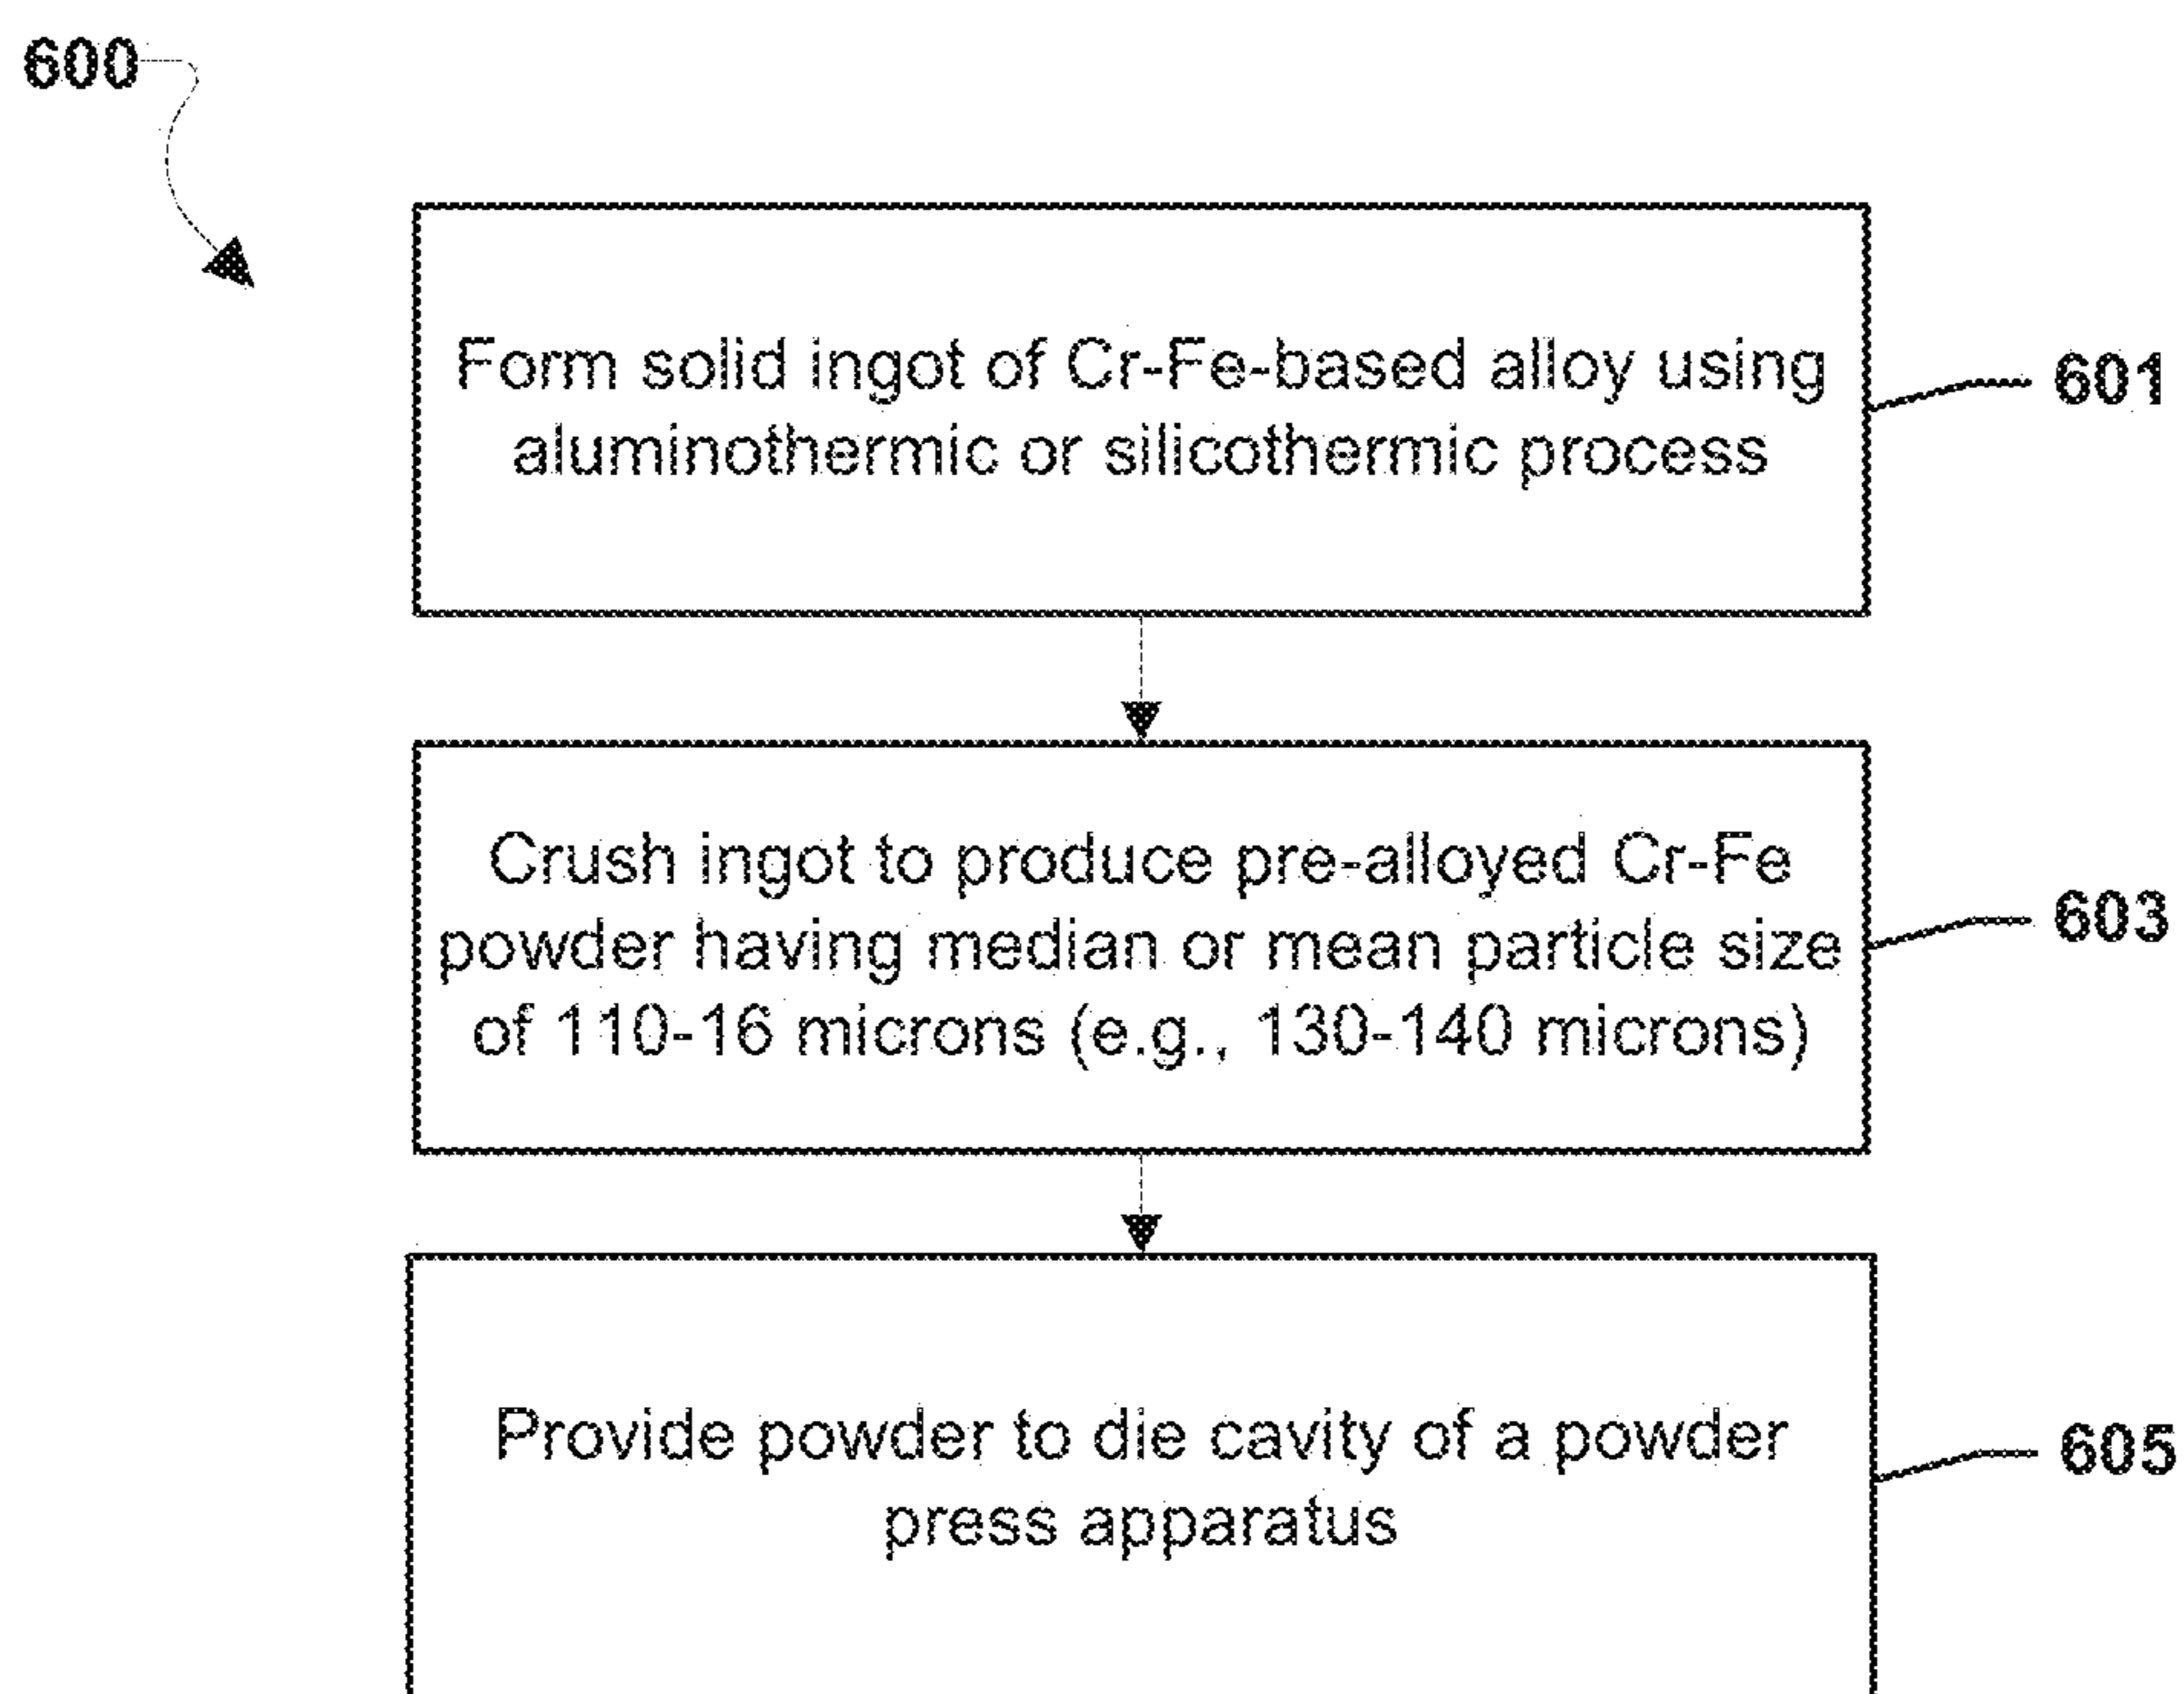 600
Form solid ingot of Cr-Fe-based alloy using
aluminothermic or silicothermic process
601
Crush ingot to produce pre-alloyed Cr-Fe
powder having median or mean particle size
of 110-16 microns (e.g., 130-140 microns)
603
Provide powder to die cavity of a powder
press apparatus
605